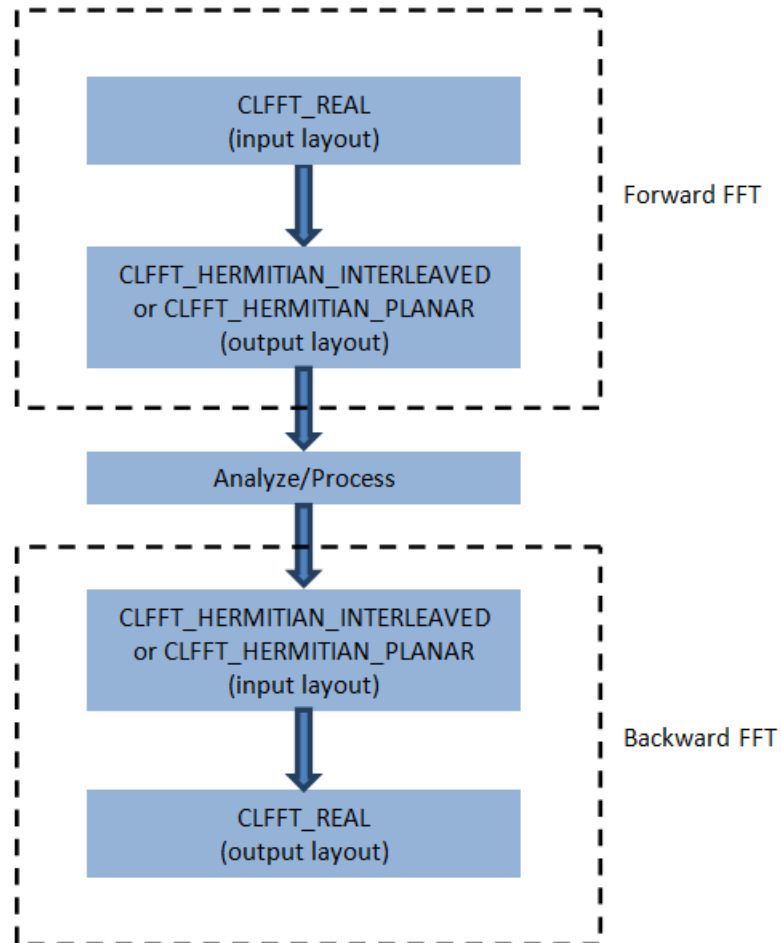 CLFFT_REAL
(input layout)
Forward FFT
CLFFT_HERMITIAN_INTERLEAVED
or CLFFT_HERMITIAN_PLANAR
(output layout)
Analyze/Process
CLFFT_HERMITIAN_INTERLEAVED
or CLFFT_HERMITIAN_PLANAR
(input layout)
Backward FFT
CLFFT_REAL
(output layout)